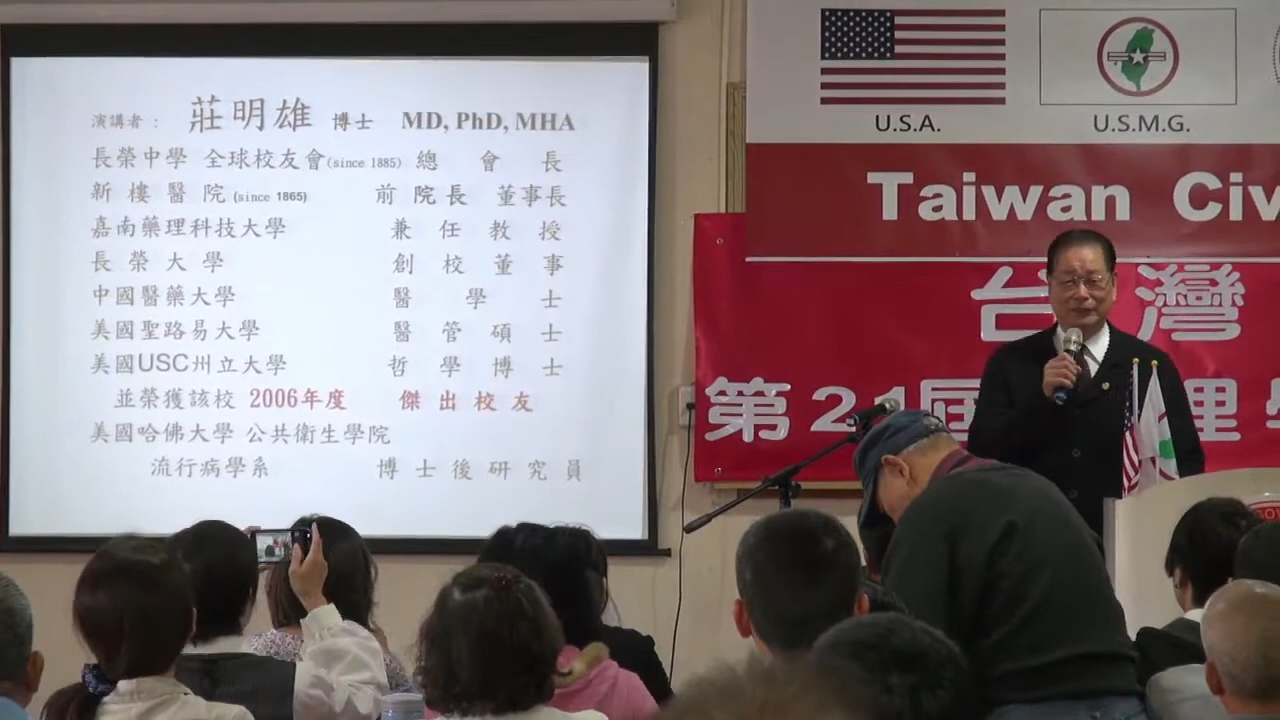 演講者： 莊明雄 博士 MD, PhD, MHA
長榮中學 全球校友會(since 1885) 總會長
新樓醫院 (since 1865) 前院長 董事長
嘉南藥理科技大學 兼任教授
長榮大學 創校董事
中國醫藥大學 醫學士
美國聖路易大學 醫管碩士
美國USC州立大學 哲學博士
並榮獲該校 2006年度 傑出校友
美國哈佛大學 公共衛生學院
流行病學系 博士後研究員
U.S.A. U.S.M.G.
Taiwan Civ
台灣
第21屆 理學